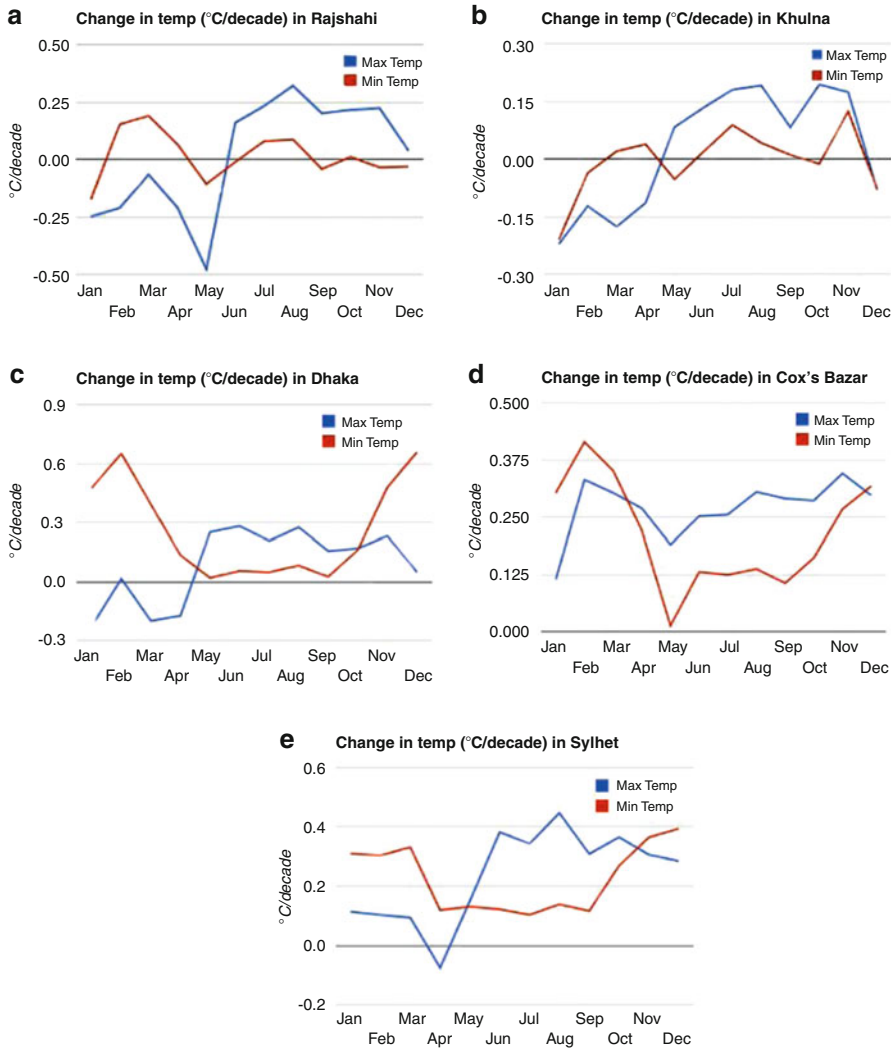 a Change in temp (°C/decade) in Rajshahi
0.50
Max Temp
Min Temp
0.25
0.00
-0.25
-0.50
°C/decade
Jan Mar May Jul Sep Nov
Feb Apr Jun Aug Oct Dec
b Change in temp (°C/decade) in Khulna
0.30
Max Temp
Min Temp
0.15
0.00
-0.15
-0.30
°C/decade
Jan Mar May Jul Sep Nov
Feb Apr Jun Aug Oct Dec
c Change in temp (°C/decade) in Dhaka
0.9
Max Temp
Min Temp
0.6
0.3
0.0
-0.3
°C/decade
Jan Mar May Jul Sep Nov
Feb Apr Jun Aug Oct Dec
d Change in temp (°C/decade) in Cox's Bazar
0.500
Max Temp
Min Temp
0.375
0.250
0.125
0.000
°C/decade
Jan Mar May Jul Sep Nov
Feb Apr Jun Aug Oct Dec
e Change in temp (°C/decade) in Sylhet
0.6
Max Temp
Min Temp
0.4
0.2
0.0
-0.2
°C/decade
Jan Mar May Jul Sep Nov
Feb Apr Jun Aug Oct Dec